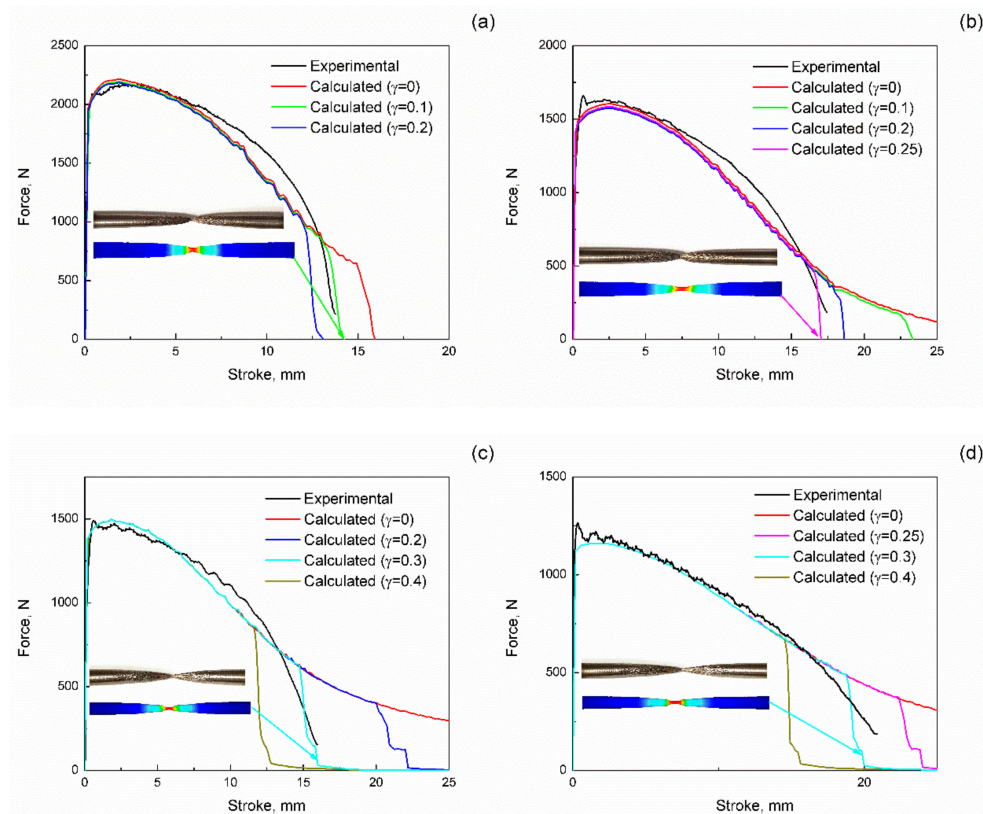 (a)
2500
2000
1500
1000
500
0
Force, N
Experimental
Calculated (γ=0)
Calculated (γ=0.1)
Calculated (γ=0.2)
0 5 10 15 20
Stroke, mm
(b)
2000
1500
1000
500
0
Force, N
Experimental
Calculated (γ=0)
Calculated (γ=0.1)
Calculated (γ=0.2)
Calculated (γ=0.25)
0 5 10 15 20 25
Stroke, mm
(c)
1500
1000
500
0
Force, N
Experimental
Calculated (γ=0)
Calculated (γ=0.2)
Calculated (γ=0.3)
Calculated (γ=0.4)
0 5 10 15 20 25
Stroke, mm
(d)
1500
1000
500
0
Force, N
Experimental
Calculated (γ=0)
Calculated (γ=0.25)
Calculated (γ=0.3)
Calculated (γ=0.4)
0 20
Stroke, mm